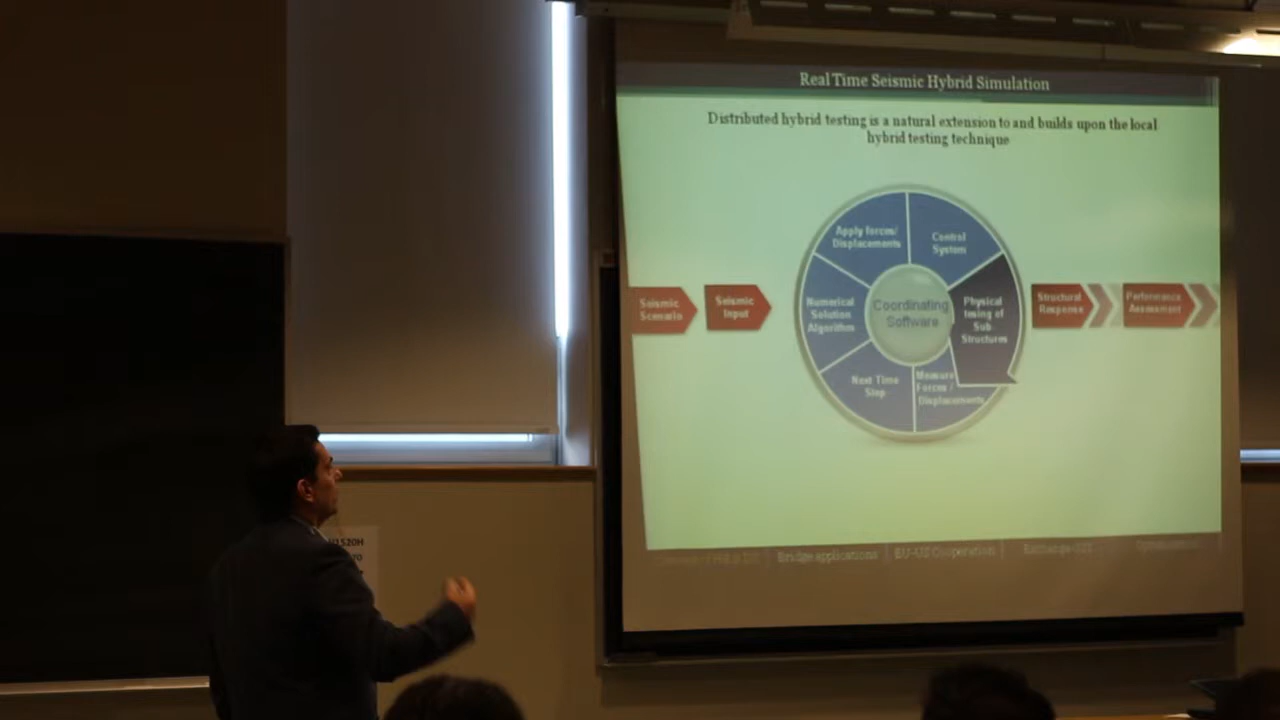 Real Time Seismic Hybrid Simulation
Distributed hybrid testing is a natural extension to and builds upon the local
hybrid testing technique
Apply forces/
Displacements
Control
System
Seismic
Scenario
Seismic
Input
Numerical
Solution
Algorithm
Coordinating
Software
Physical
of
Sub
Structures
Structural
Response
Performance
Assessment
Next Time
Step
Measure
Forces /
Displacements
Bridge applications
EU-US Cooperation
1520H